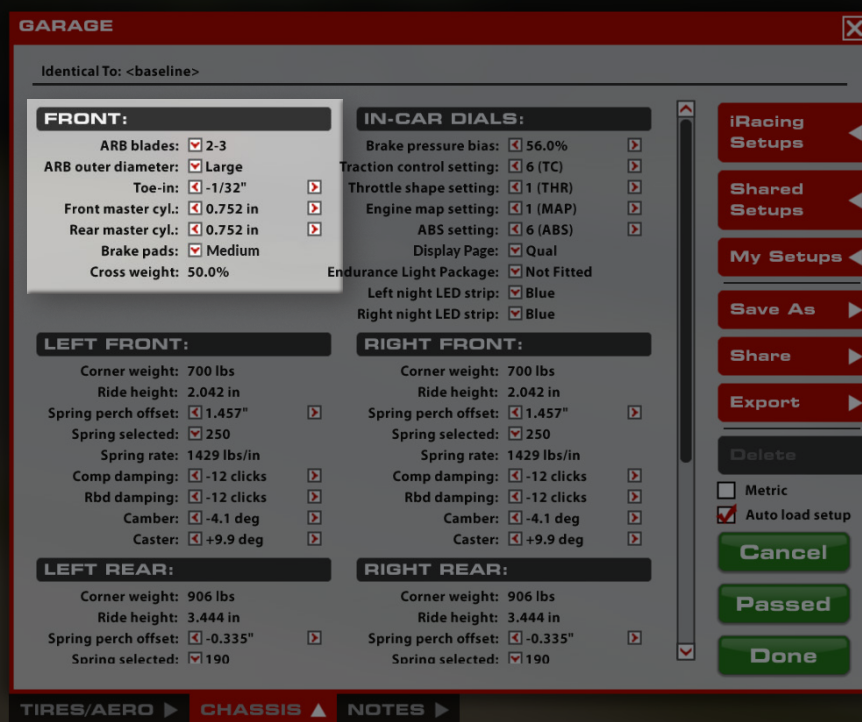 GARAGE
Identical To: <baseline>
FRONT:
ARB blades: 2-3
ARB outer diameter: Large
Toe-in: -1/32"
Front master cyl.: 0.752 in
Rear master cyl.: 0.752 in
Brake pads: Medium
Cross weight: 50.0%
IN-CAR DIALS:
Brake pressure bias: 56.0%
Traction control setting: 6 (TC)
Throttle shape setting: 1 (THR)
Engine map setting: 1 (MAP)
ABS setting: 6 (ABS)
Display Page: Qual
Endurance Light Package: Not Fitted
Left night LED strip: Blue
Right night LED strip: Blue
LEFT FRONT:
Corner weight: 700 lbs
Ride height: 2.042 in
Spring perch offset: 1.457"
Spring selected: 250
Spring rate: 1429 lbs/in
Comp damping: -12 clicks
Rbd damping: -12 clicks
Camber: -4.1 deg
Caster: +9.9 deg
RIGHT FRONT:
Corner weight: 700 lbs
Ride height: 2.042 in
Spring perch offset: 1.457"
Spring selected: 250
Spring rate: 1429 lbs/in
Comp damping: -12 clicks
Rbd damping: -12 clicks
Camber: -4.1 deg
Caster: +9.9 deg
LEFT REAR:
Corner weight: 906 lbs
Ride height: 3.444 in
Spring perch offset: -0.335"
Spring selected: 190
RIGHT REAR:
Corner weight: 906 lbs
Ride height: 3.444 in
Spring perch offset: -0.335"
Spring selected: 190
iRacing
Setups
Shared
Setups
My Setups
Save As
Share
Export
Delete
Metric
Auto load setup
Cancel
Passed
Done
TIRES/AERO
CHASSIS
NOTES